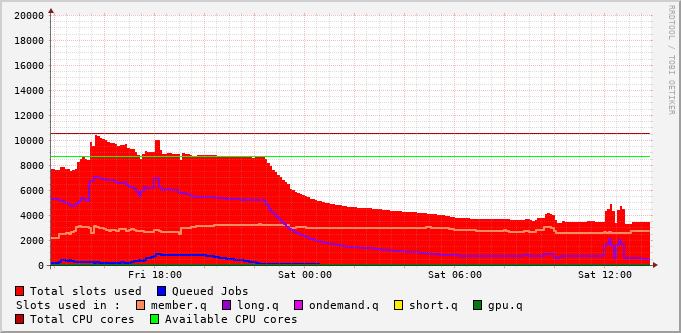 20000
18000
16000
14000
12000
10000
8000
6000
4000
2000
0
Fri 18:00 Sat 00:00 Sat 06:00 Sat 12:00
RRDTOOL / TOBI OETIKER
Total slots used Queued Jobs
Slots used in : member.q long.q ondemand.q short.q gpu.q
Total CPU cores Available CPU cores